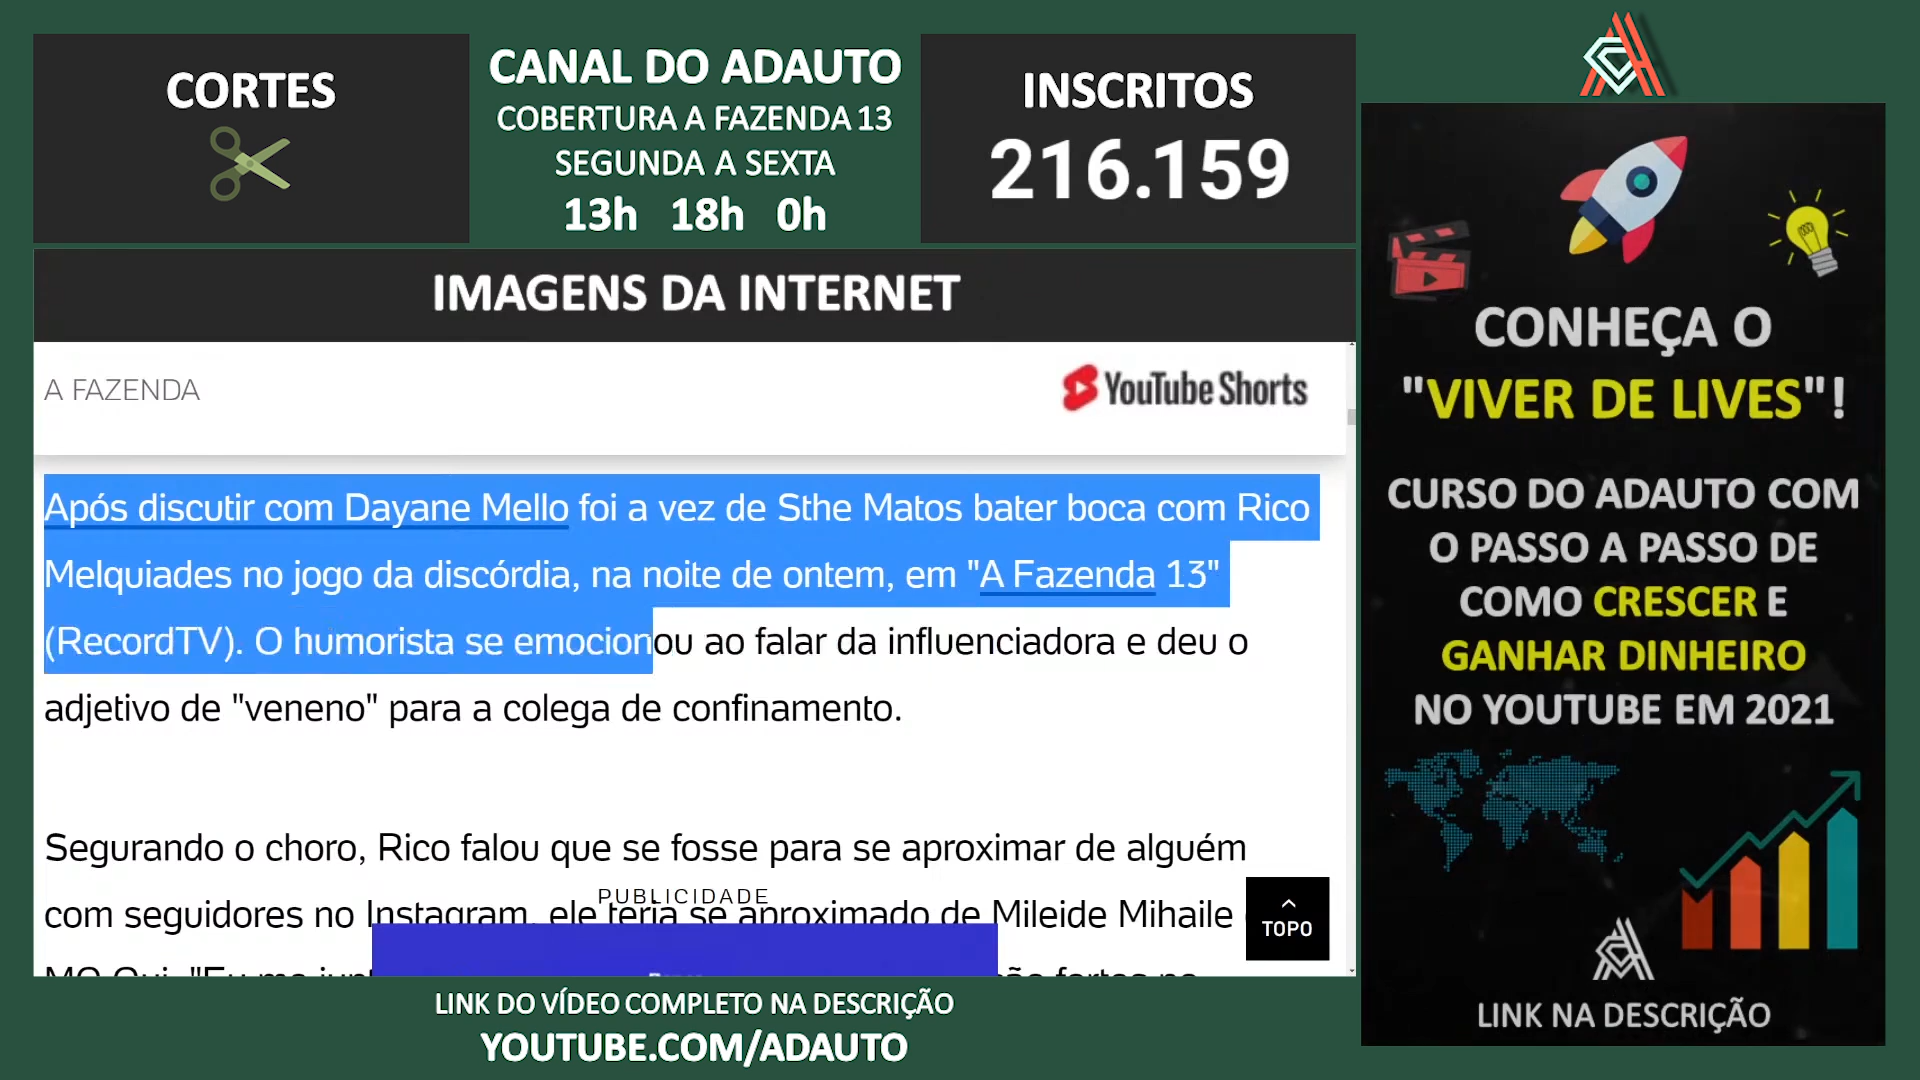 CORTES
CANAL DO ADAUTO
COBERTURA A FAZENDA 13
SEGUNDA A SEXTA
13h 18h 0h
INSCRITOS
216.159
IMAGENS DA INTERNET
A FAZENDA
YouTube Shorts
Após discutir com Dayane Mello foi a vez de Sthe Matos bater boca com Rico
Melquiades no jogo da discórdia, na noite de ontem, em "A Fazenda 13"
(RecordTV). O humorista se emocionou ao falar da influenciadora e deu o
adjetivo de "veneno" para a colega de confinamento.
Segurando o choro, Rico falou que se fosse para se aproximar de alguém
PUBLICIDADE
com seguidores no Instagram, ele teria se aproximado de Mileide Mihaile
TOPO
LINK DO VÍDEO COMPLETO NA DESCRIÇÃO
YOUTUBE.COM/ADAUTO
CONHEÇA O
"VIVER DE LIVES"!
CURSO DO ADAUTO COM
O PASSO A PASSO DE
COMO CRESCER E
GANHAR DINHEIRO
NO YOUTUBE EM 2021
LINK NA DESCRIÇÃO